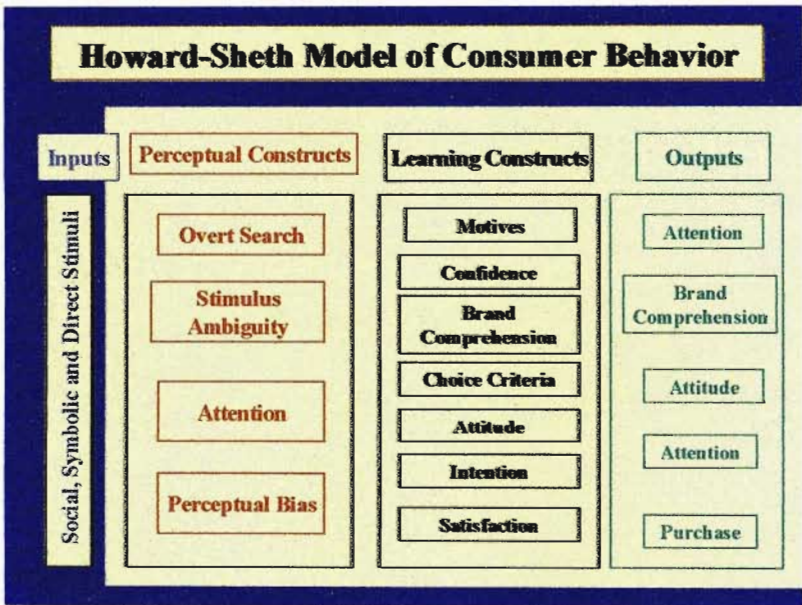 Howard-Sheth Model of Consumer Behavior
Inputs
Perceptual Constructs
Learning Constructs
Outputs
Social, Symbolic and Direct Stimuli
Overt Search
Stimulus
Ambiguity
Attention
Perceptual Bias
Motives
Confidence
Brand
Comprehension
Choice Criteria
Attitude
Intention
Satisfaction
Attention
Brand
Comprehension
Attitude
Attention
Purchase